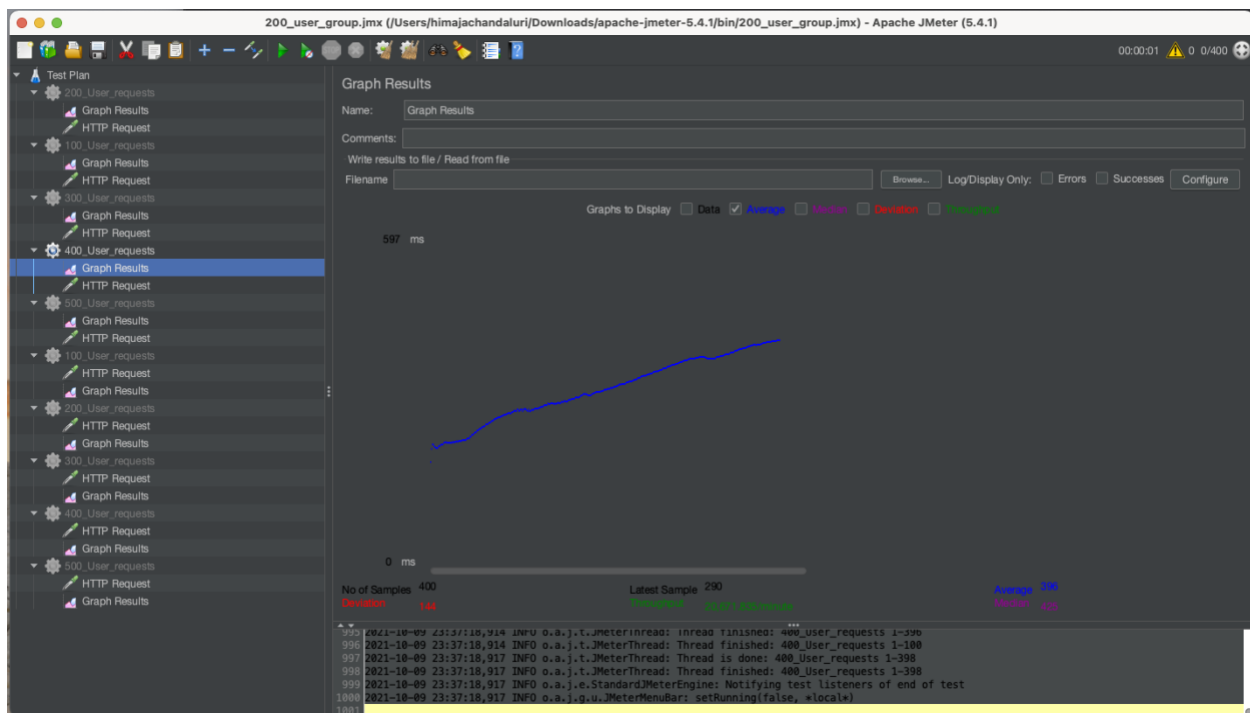 200_user_group.jmx (/Users/himajachandaluri/Downloads/apache-jmeter-5.4.1/bin/200_user_group.jmx) - Apache JMeter (5.4.1)
00:00:01 0 0/400
Test Plan
200_User_requests
Graph Results
HTTP Request
100_User_requests
Graph Results
HTTP Request
300_User_requests
Graph Results
HTTP Request
400_User_requests
Graph Results
HTTP Request
500_User_requests
Graph Results
HTTP Request
100_User_requests
HTTP Request
Graph Results
200_User_requests
HTTP Request
Graph Results
300_User_requests
HTTP Request
Graph Results
400_User_requests
HTTP Request
Graph Results
500_User_requests
HTTP Request
Graph Results
Graph Results
Name: Graph Results
Comments:
Write results to file / Read from file
Filename Browse... Log/Display Only: Errors Successes Configure
Graphs to Display Data Average Median Deviation Throughput
597 ms
0 ms
No of Samples 400 Latest Sample 290 Average 396
Deviation Throughput Median
995 2021-10-09 23:37:18,914 INFO o.a.j.t.JMeterThread: Thread finished: 400_User_requests 1-396
996 2021-10-09 23:37:18,914 INFO o.a.j.t.JMeterThread: Thread finished: 400_User_requests 1-100
997 2021-10-09 23:37:18,917 INFO o.a.j.t.JMeterThread: Thread is done: 400_User_requests 1-398
998 2021-10-09 23:37:18,917 INFO o.a.j.t.JMeterThread: Thread finished: 400_User_requests 1-398
999 2021-10-09 23:37:18,917 INFO o.a.j.e.StandardJMeterEngine: Notifying test listeners of end of test
1000 2021-10-09 23:37:18,917 INFO o.a.j.g.u.JMeterMenuBar: setRunning(false, *local*)
1001